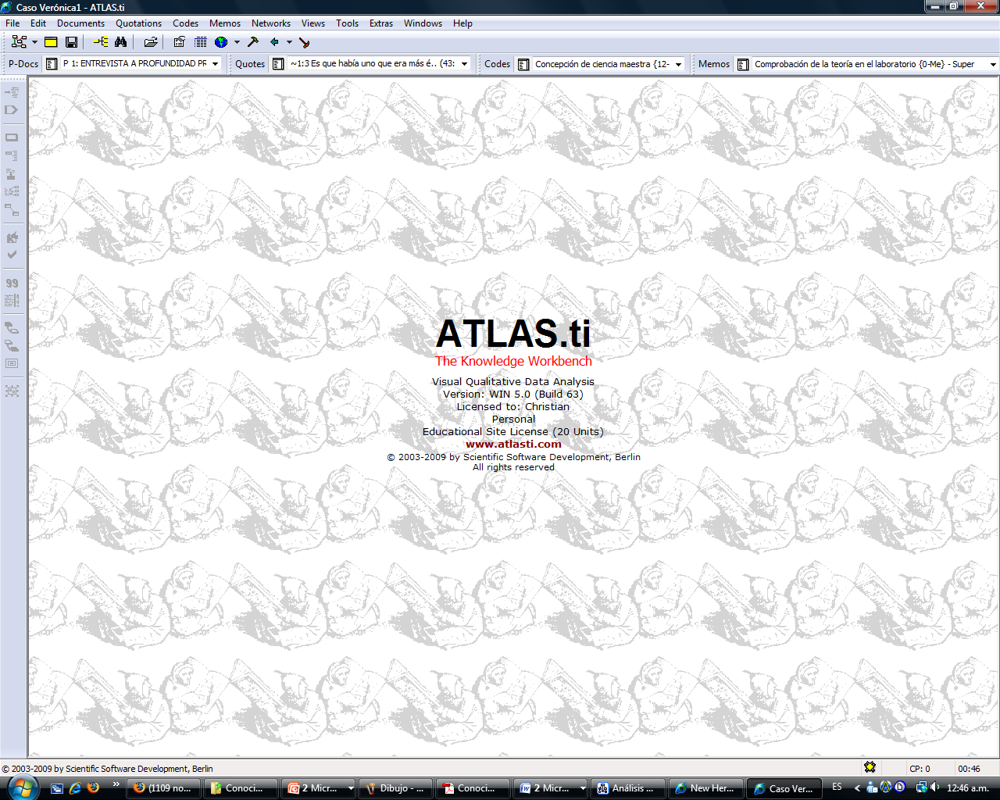 Caso Verónica1 - ATLAS.ti
File Edit Documents Quotations Codes Memos Networks Views Tools Extras Windows Help
P-Docs P 1: ENTREVISTA A PROFUNDIDAD PR Quotes ~1:3 Es que había uno que era más é.. (43: Codes Concepción de ciencia maestra {12- Memos Comprobación de la teoría en el laboratorio {0-Me} - Super
99
ATLAS.ti
The Knowledge Workbench
Visual Qualitative Data Analysis
Version: WIN 5.0 (Build 63)
Licensed to: Christian
Personal
Educational Site License (20 Units)
www.atlasti.com
© 2003-2009 by Scientific Software Development, Berlin
All rights reserved
© 2003-2009 by Scientific Software Development, Berlin CP: 0 00:46
» (1109 no... Conoci... 2 Micr... Dibujo - ... Conoci... 2 Micr... Análisis ... New Her... Caso Ver... ES < 12:46 a.m.